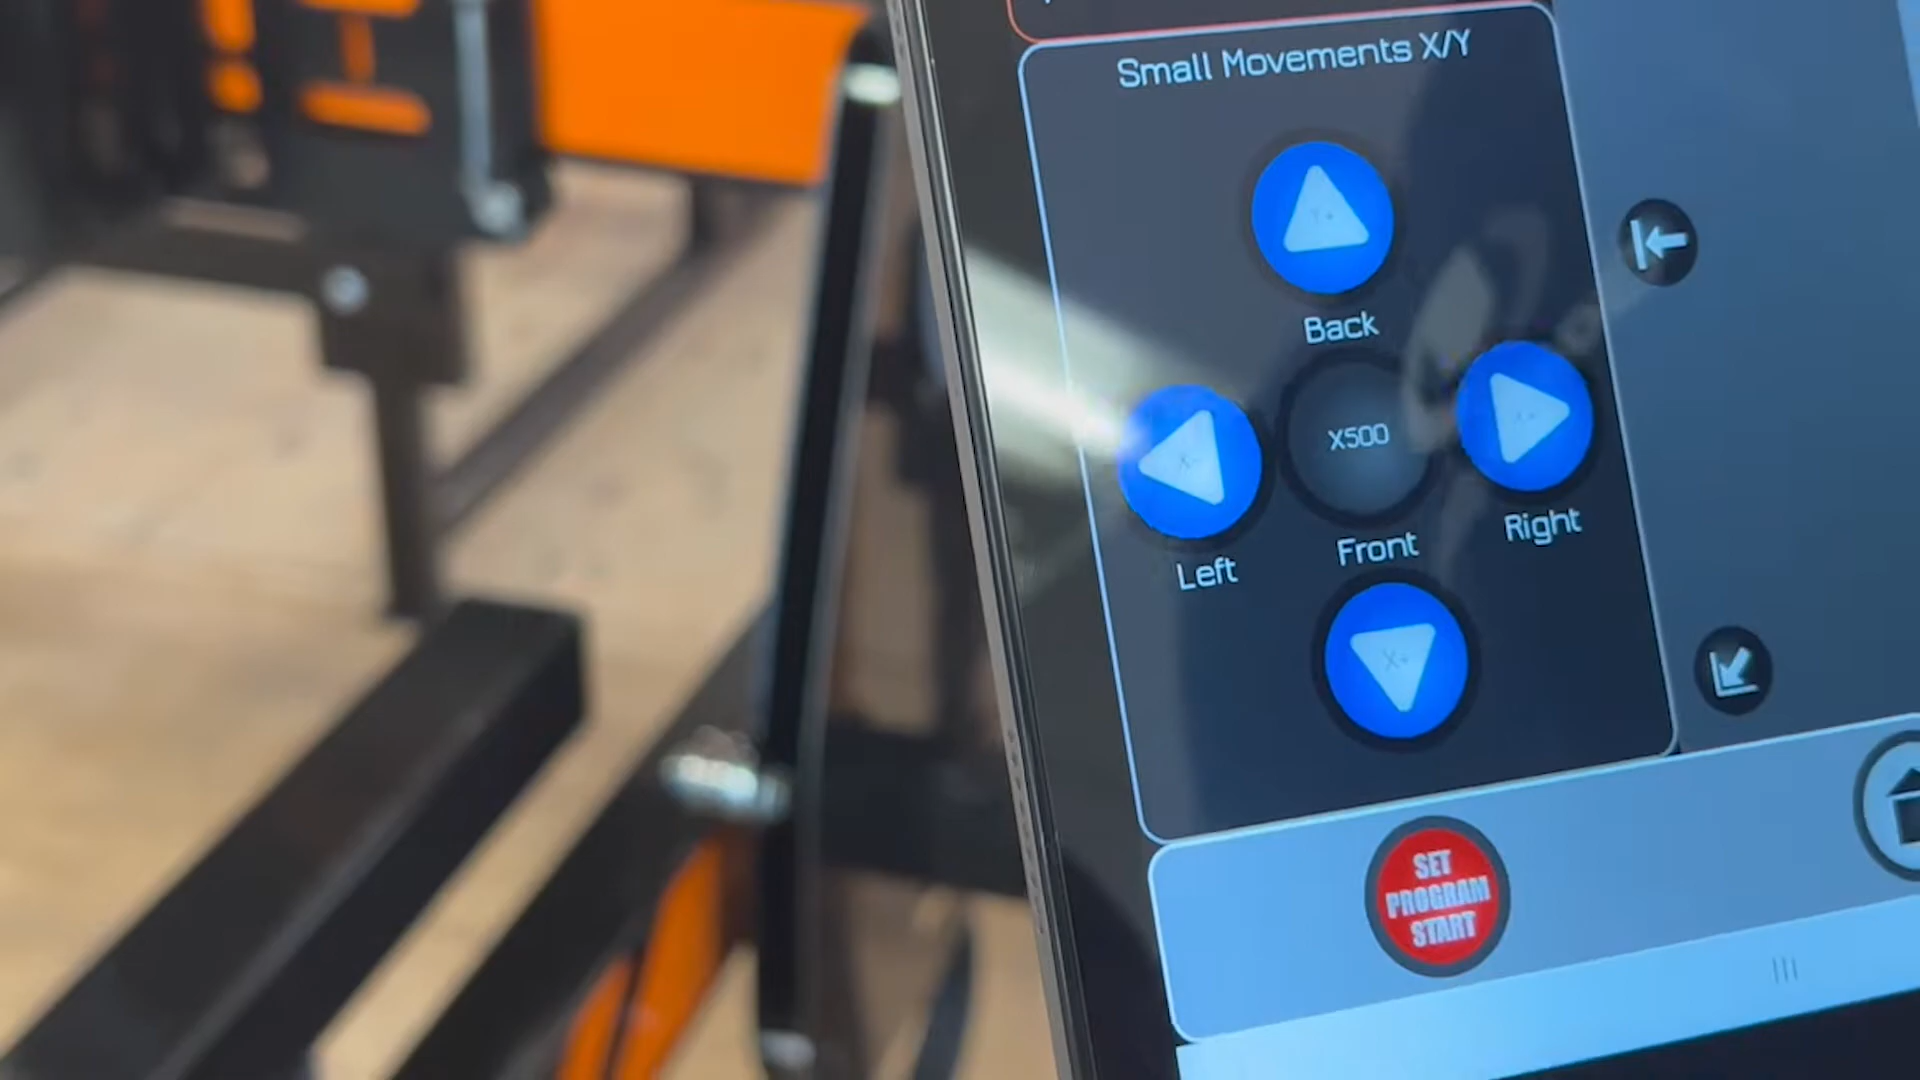 Small Movements X/Y
Back
X-
X500
Left
Front
Right
SET
PROGRAM
START